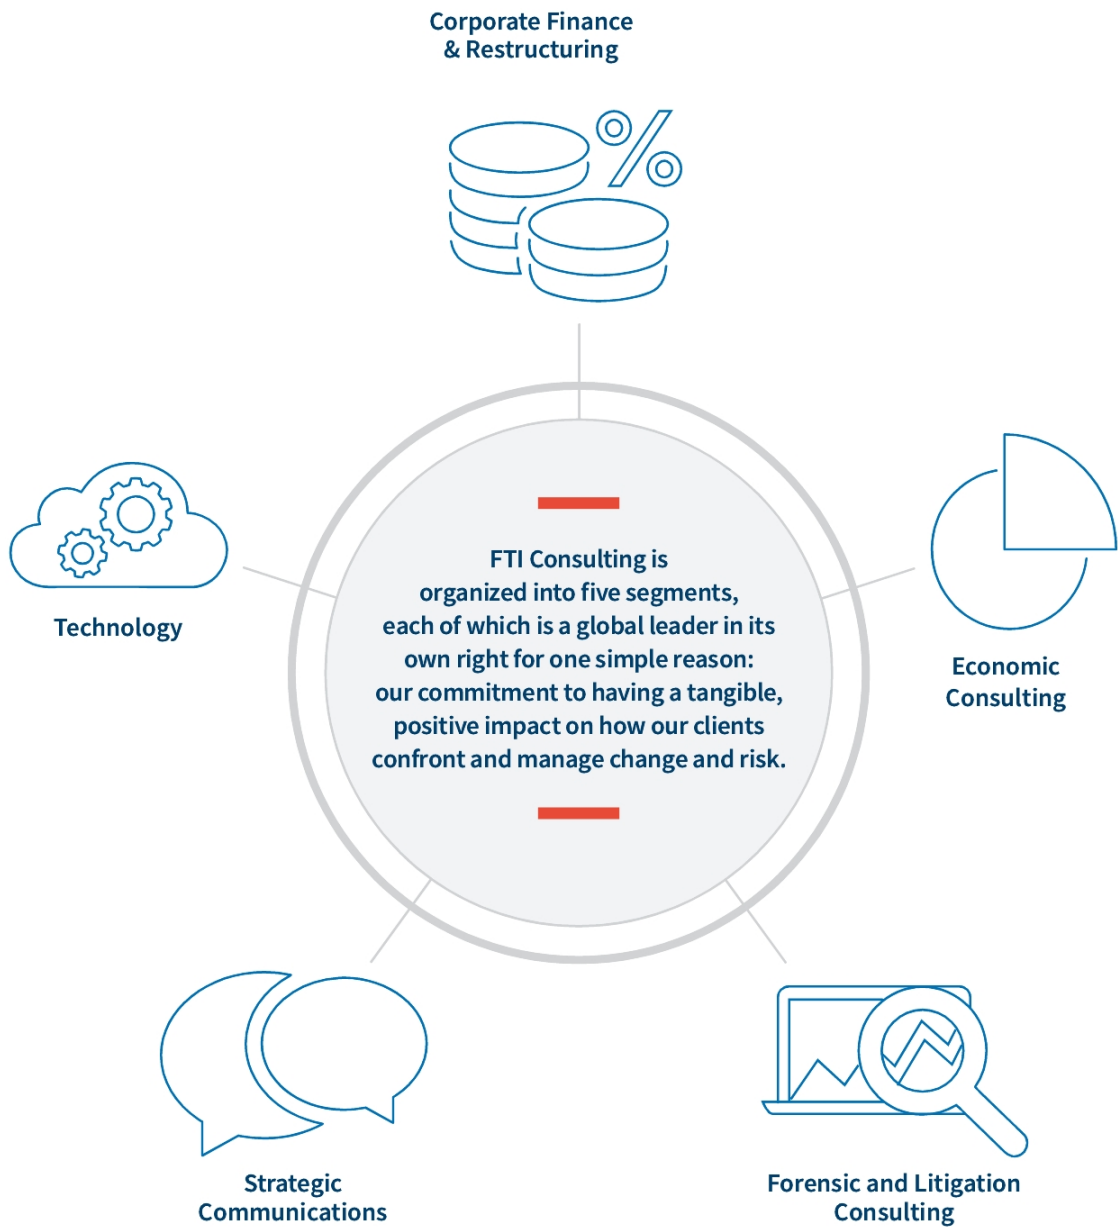 Corporate Finance
& Restructuring
FTI Consulting is
organized into five segments,
each of which is a global leader in its
own right for one simple reason:
our commitment to having a tangible,
positive impact on how our clients
confront and manage change and risk.
Technology
Economic
Consulting
Strategic
Communications
Forensic and Litigation
Consulting